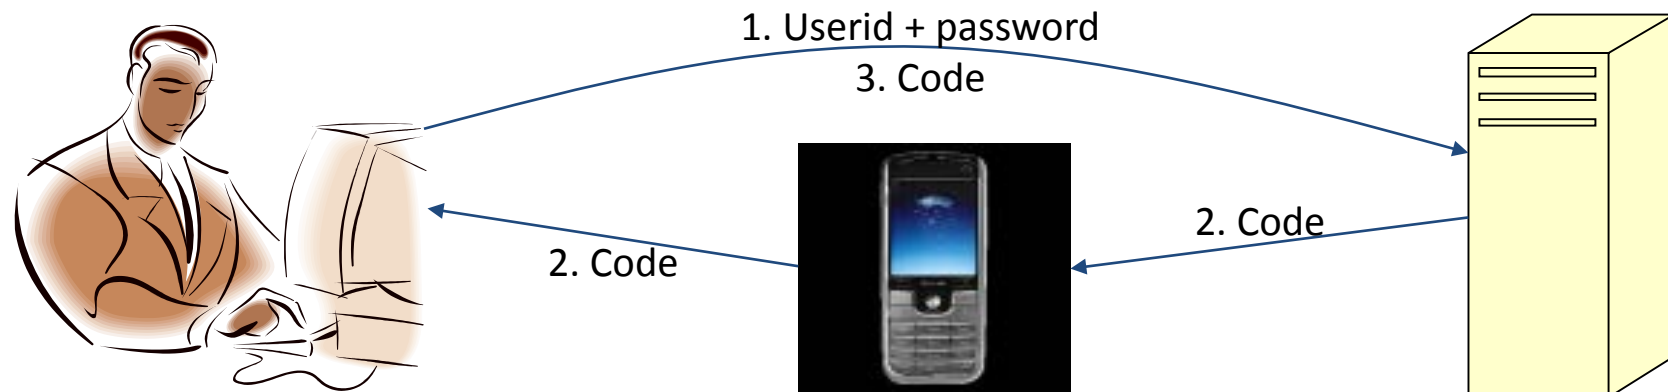 1. Userid + password
3. Code
2. Code
2. Code